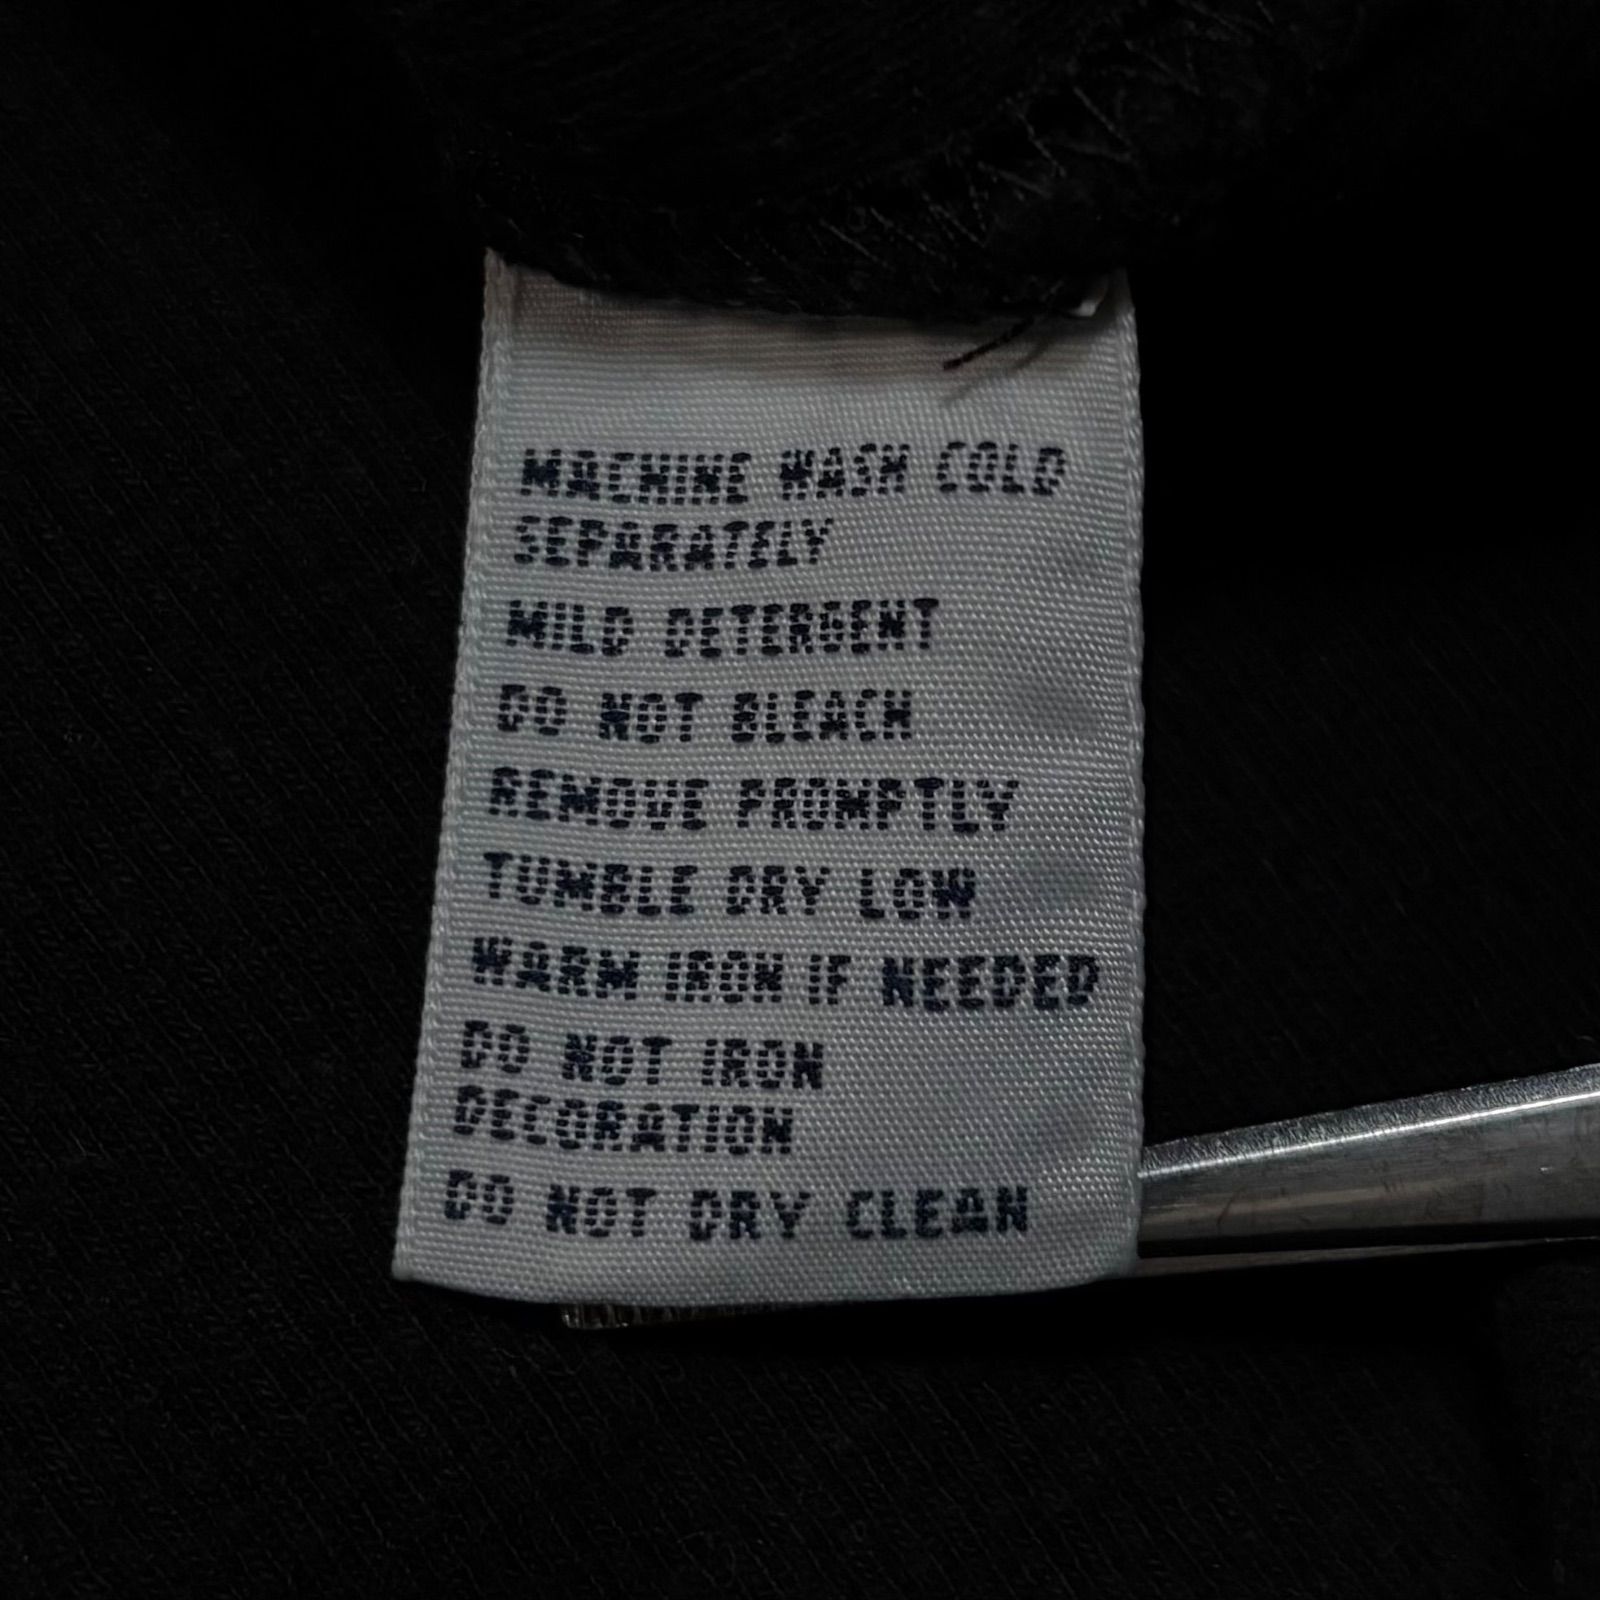 MACHINE WASH COLD
SEPARATELY
MILD DETERGENT
DO NOT BLEACH
REMOVE PROMPTLY
TUMBLE DRY LOW
WARM IRON IF NEEDED
DO NOT IRON
DECORATION
DO NOT DRY CLEAN